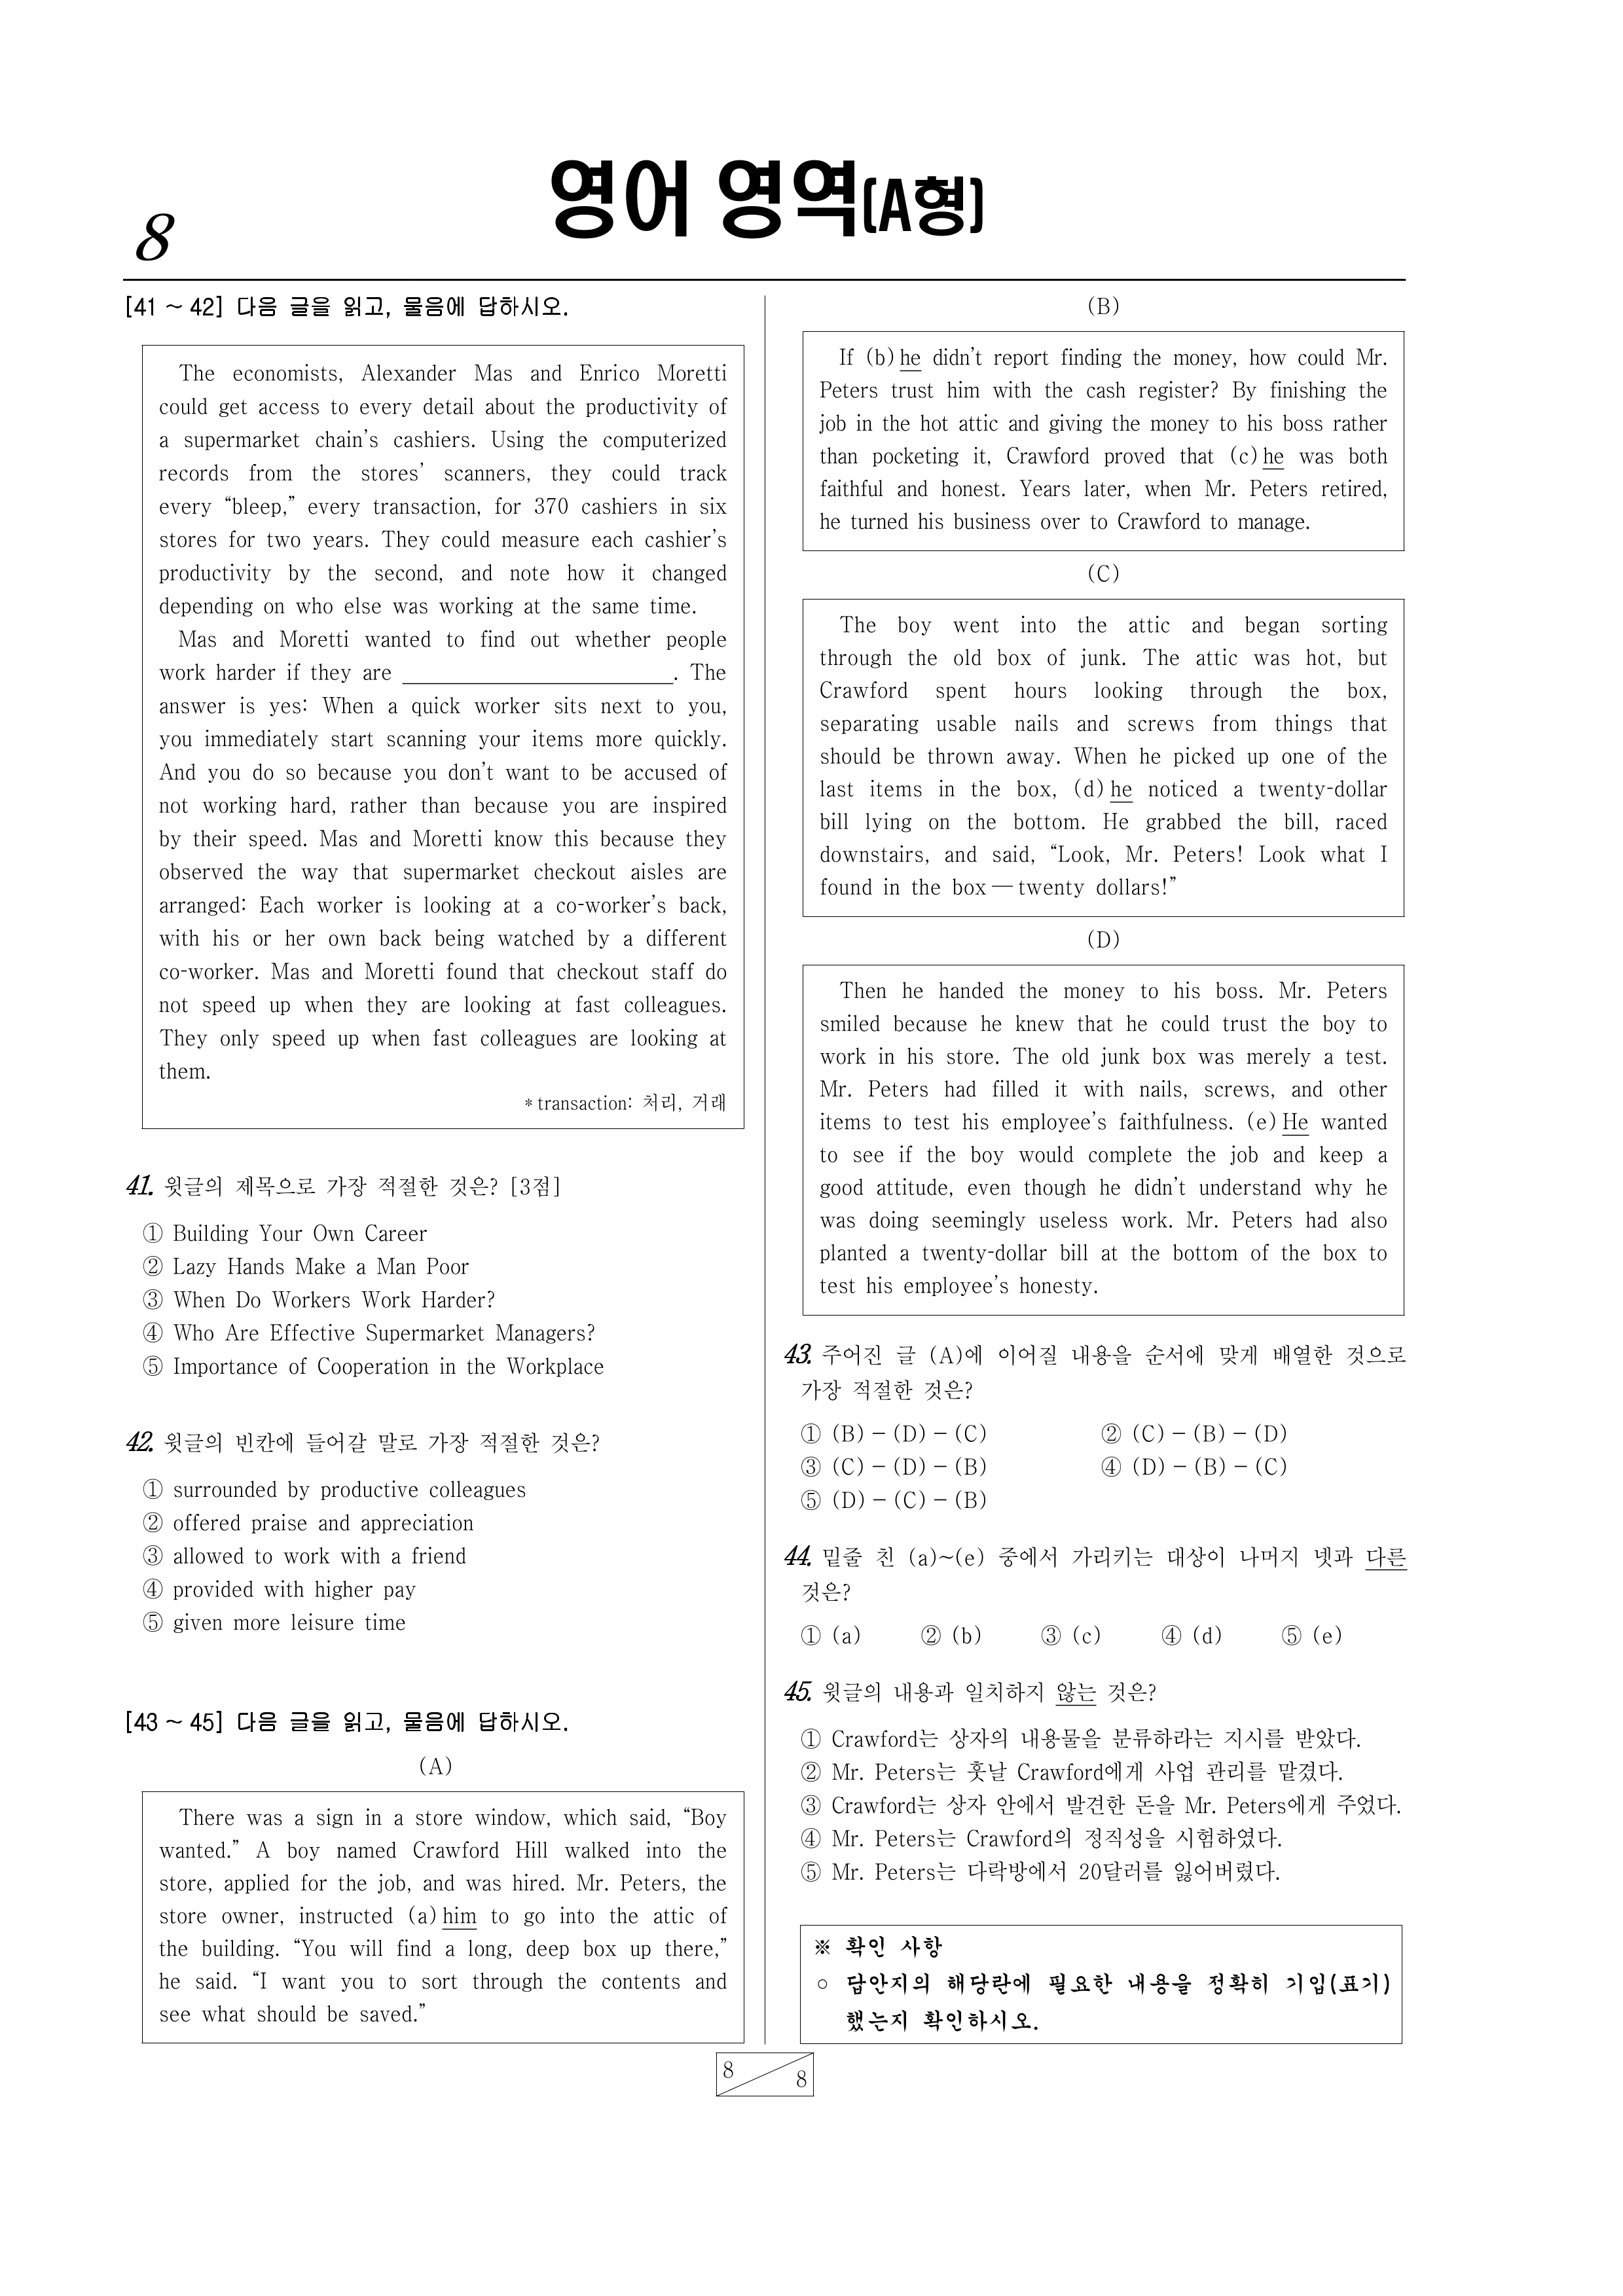 영어 영역(A형)
8
[41 ~ 42] 다음 글을 읽고, 물음에 답하시오.
The economists, Alexander Mas and Enrico Moretti
could get access to every detail about the productivity of
a supermarket chain’s cashiers. Using the computerized
records from the stores’ scanners, they could track
every “bleep,” every transaction, for 370 cashiers in six
stores for two years. They could measure each cashier’s
productivity by the second, and note how it changed
depending on who else was working at the same time.
Mas and Moretti wanted to find out whether people
work harder if they are ____________________. The
answer is yes: When a quick worker sits next to you,
you immediately start scanning your items more quickly.
And you do so because you don’t want to be accused of
not working hard, rather than because you are inspired
by their speed. Mas and Moretti know this because they
observed the way that supermarket checkout aisles are
arranged: Each worker is looking at a co-worker’s back,
with his or her own back being watched by a different
co-worker. Mas and Moretti found that checkout staff do
not speed up when they are looking at fast colleagues.
They only speed up when fast colleagues are looking at
them.
* transaction: 처리, 거래
41. 윗글의 제목으로 가장 적절한 것은? [3점]
① Building Your Own Career
② Lazy Hands Make a Man Poor
③ When Do Workers Work Harder?
④ Who Are Effective Supermarket Managers?
⑤ Importance of Cooperation in the Workplace
42. 윗글의 빈칸에 들어갈 말로 가장 적절한 것은?
① surrounded by productive colleagues
② offered praise and appreciation
③ allowed to work with a friend
④ provided with higher pay
⑤ given more leisure time
[43 ~ 45] 다음 글을 읽고, 물음에 답하시오.
(A)
There was a sign in a store window, which said, “Boy
wanted.” A boy named Crawford Hill walked into the
store, applied for the job, and was hired. Mr. Peters, the
store owner, instructed (a) him to go into the attic of
the building. “You will find a long, deep box up there,”
he said. “I want you to sort through the contents and
see what should be saved.”
(B)
If (b) he didn’t report finding the money, how could Mr.
Peters trust him with the cash register? By finishing the
job in the hot attic and giving the money to his boss rather
than pocketing it, Crawford proved that (c) he was both
faithful and honest. Years later, when Mr. Peters retired,
he turned his business over to Crawford to manage.
(C)
The boy went into the attic and began sorting
through the old box of junk. The attic was hot, but
Crawford spent hours looking through the box,
separating usable nails and screws from things that
should be thrown away. When he picked up one of the
last items in the box, (d) he noticed a twenty-dollar
bill lying on the bottom. He grabbed the bill, raced
downstairs, and said, “Look, Mr. Peters! Look what I
found in the box — twenty dollars!”
(D)
Then he handed the money to his boss. Mr. Peters
smiled because he knew that he could trust the boy to
work in his store. The old junk box was merely a test.
Mr. Peters had filled it with nails, screws, and other
items to test his employee’s faithfulness. (e) He wanted
to see if the boy would complete the job and keep a
good attitude, even though he didn’t understand why he
was doing seemingly useless work. Mr. Peters had also
planted a twenty-dollar bill at the bottom of the box to
test his employee’s honesty.
43. 주어진 글 (A)에 이어질 내용을 순서에 맞게 배열한 것으로
가장 적절한 것은?
① (B) - (D) - (C) ② (C) - (B) - (D)
③ (C) - (D) - (B) ④ (D) - (B) - (C)
⑤ (D) - (C) - (B)
44. 밑줄 친 (a)~(e) 중에서 가리키는 대상이 나머지 넷과 다른
것은?
① (a) ② (b) ③ (c) ④ (d) ⑤ (e)
45. 윗글의 내용과 일치하지 않는 것은?
① Crawford는 상자의 내용물을 분류하라는 지시를 받았다.
② Mr. Peters는 훗날 Crawford에게 사업 관리를 맡겼다.
③ Crawford는 상자 안에서 발견한 돈을 Mr. Peters에게 주었다.
④ Mr. Peters는 Crawford의 정직성을 시험하였다.
⑤ Mr. Peters는 다락방에서 20달러를 잃어버렸다.
※ 확인 사항
○ 답안지의 해당란에 필요한 내용을 정확히 기입(표기)
했는지 확인하시오.
8
8